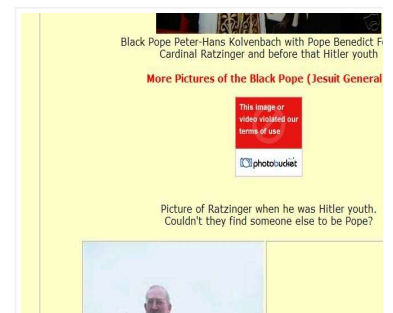 Black Pope Peter-Hans Kolvenbach with Pope Benedict
Cardinal Ratzinger and before that Hitler youth
More Pictures of the Black Pope (Jesuit General
This image or
video violated our
terms of use
photobucket
Picture of Ratzinger when he was Hitler youth.
Couldn't they find someone else to be Pope?